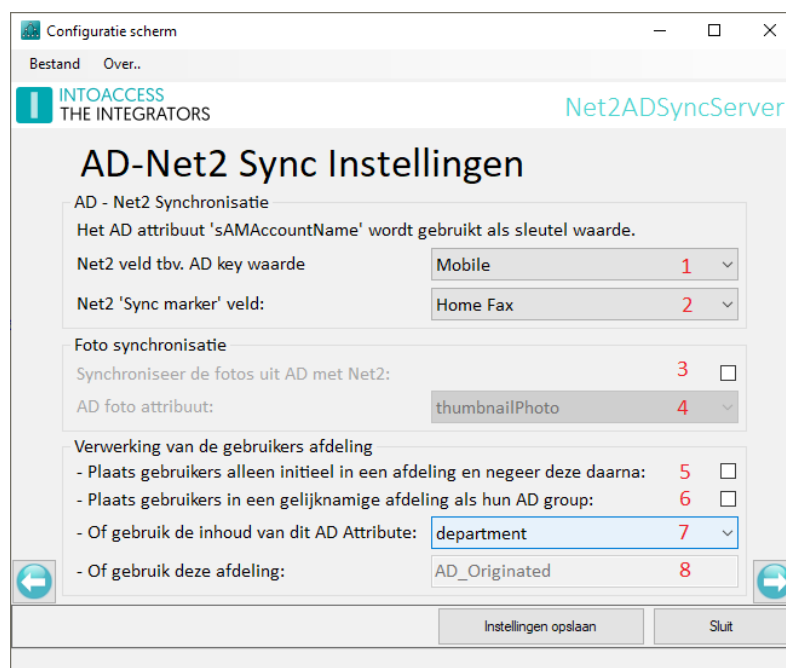 Configuratie scherm
Bestand Over..
INTOACCESS
THE INTEGRATORS
Net2ADSyncServer
AD-Net2 Sync Instellingen
AD - Net2 Synchronisatie
Het AD attribuut 'sAMAccountName' wordt gebruikt als sleutel waarde.
Net2 veld tbv. AD key waarde Mobile 1
Net2 'Sync marker' veld: Home Fax 2
Foto synchronisatie
Synchroniseer de fotos uit AD met Net2: 3
AD foto attribuut: thumbnailPhoto 4
Verwerking van de gebruikers afdeling
- Plaats gebruikers alleen initieel in een afdeling en negeer deze daarna: 5
- Plaats gebruikers in een gelijknamige afdeling als hun AD group: 6
- Of gebruik de inhoud van dit AD Attribute: department 7
- Of gebruik deze afdeling: AD_Originated 8
Instellingen opslaan Sluit